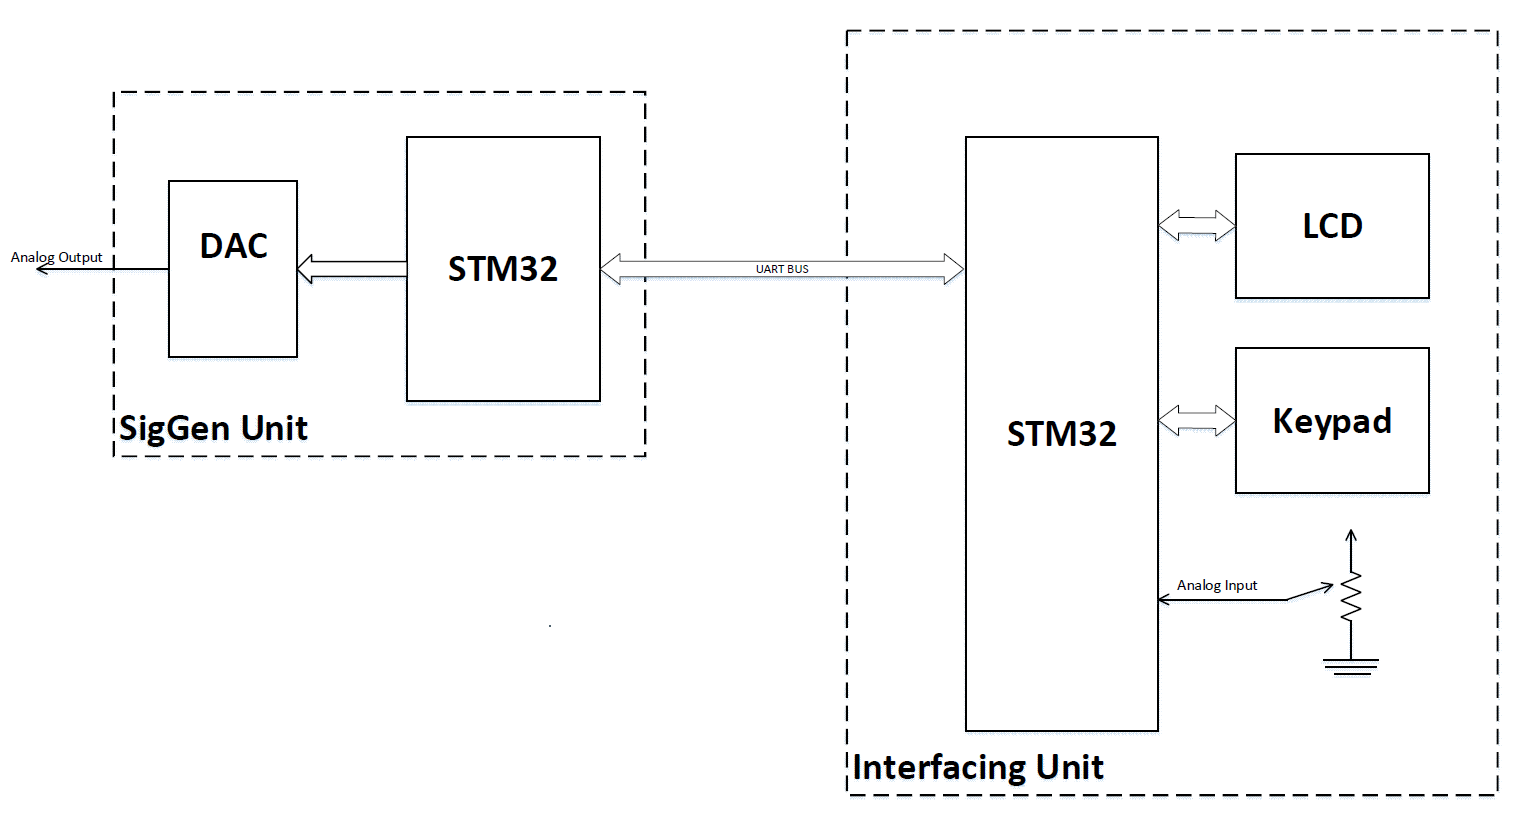 Analog Output
DAC
STM32
SigGen Unit
UART BUS
STM32
LCD
Keypad
Analog Input
Interfacing Unit